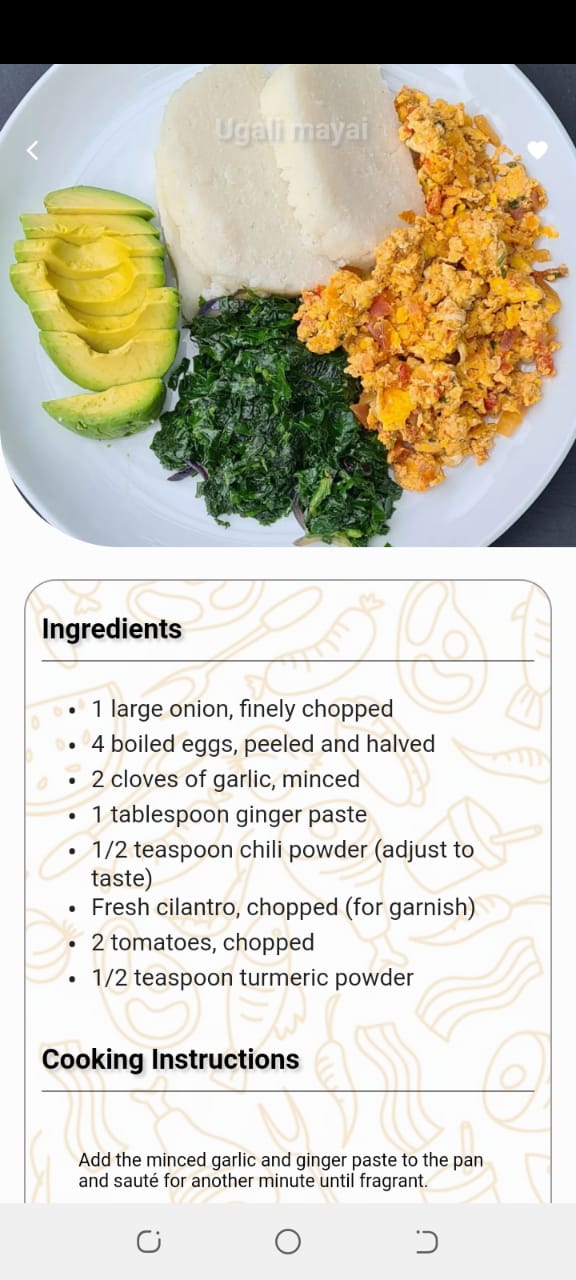 Ugali mayai
Ingredients
• 1 large onion, finely chopped
• 4 boiled eggs, peeled and halved
• 2 cloves of garlic, minced
• 1 tablespoon ginger paste
• 1/2 teaspoon chili powder (adjust to
taste)
• Fresh cilantro, chopped (for garnish)
• 2 tomatoes, chopped
• 1/2 teaspoon turmeric powder
Cooking Instructions
Add the minced garlic and ginger paste to the pan
and sauté for another minute until fragrant.